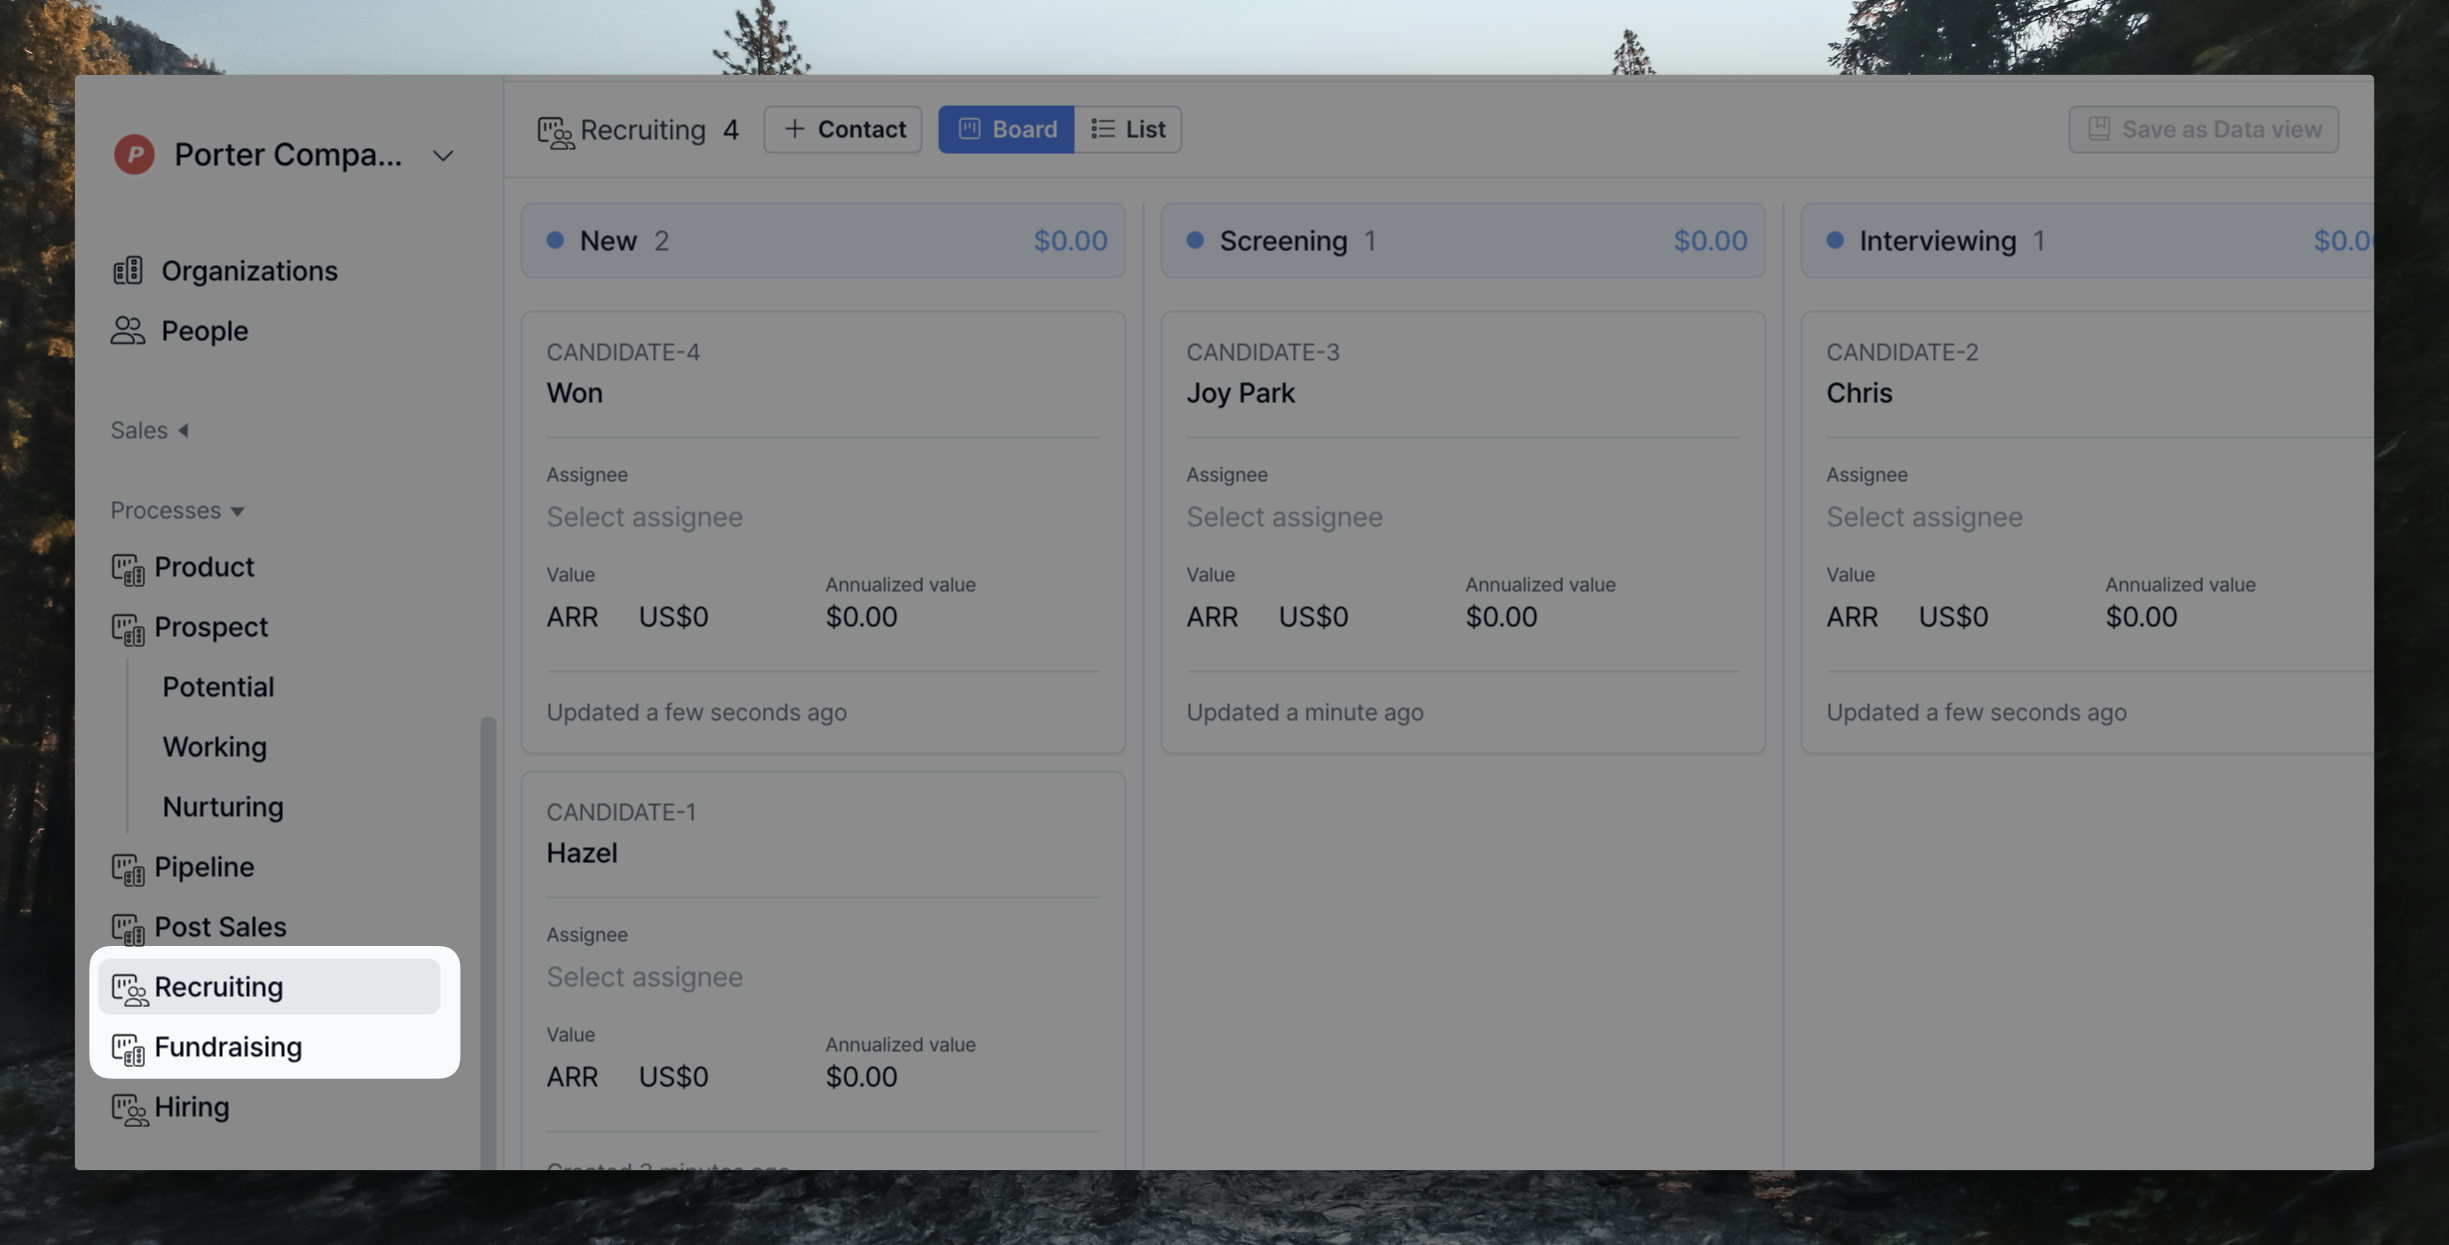 P Porter Compa...
Organizations
People
Sales
Processes
Product
Prospect
Potential
Working
Nurturing
Pipeline
Post Sales
Recruiting
Fundraising
Hiring
Recruiting 4
+ Contact
Board
List
Save as Data view
New 2 $0.00
CANDIDATE-4
Won
Assignee
Select assignee
Value Annualized value
ARR US$0 $0.00
Updated a few seconds ago
CANDIDATE-1
Hazel
Assignee
Select assignee
Value Annualized value
ARR US$0 $0.00
Created 2 minutes ago
Screening 1 $0.00
CANDIDATE-3
Joy Park
Assignee
Select assignee
Value Annualized value
ARR US$0 $0.00
Updated a minute ago
Interviewing 1 $0.0
CANDIDATE-2
Chris
Assignee
Select assignee
Value Annualized value
ARR US$0 $0.00
Updated a few seconds ago